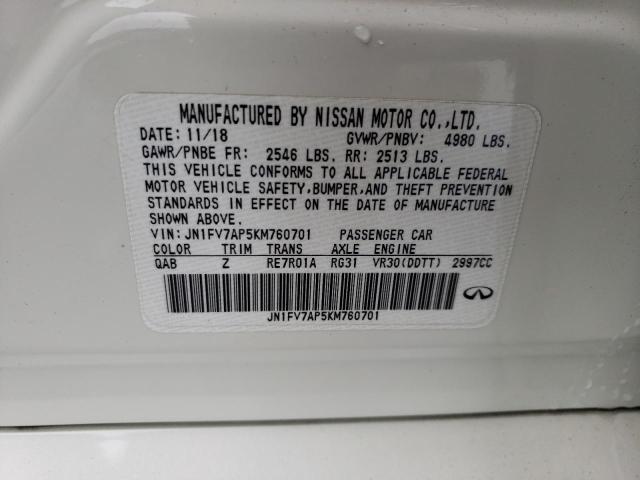 MANUFACTURED BY NISSAN MOTOR CO.,LTD.
DATE: 11/18 GVWR/PNBV: 4980 LBS.
GAWR/PNBE FR: 2546 LBS. RR: 2513 LBS.
THIS VEHICLE CONFORMS TO ALL APPLICABLE FEDERAL
MOTOR VEHICLE SAFETY,BUMPER,AND THEFT PREVENTION
STANDARDS IN EFFECT ON THE DATE OF MANUFACTURE
SHOWN ABOVE.
VIN: JN1FV7AP5KM760701 PASSENGER CAR
COLOR TRIM TRANS AXLE ENGINE
QAB Z RE7R01A RG31 VR30(DDTT) 2997CC
JN1FV7AP5KM760701